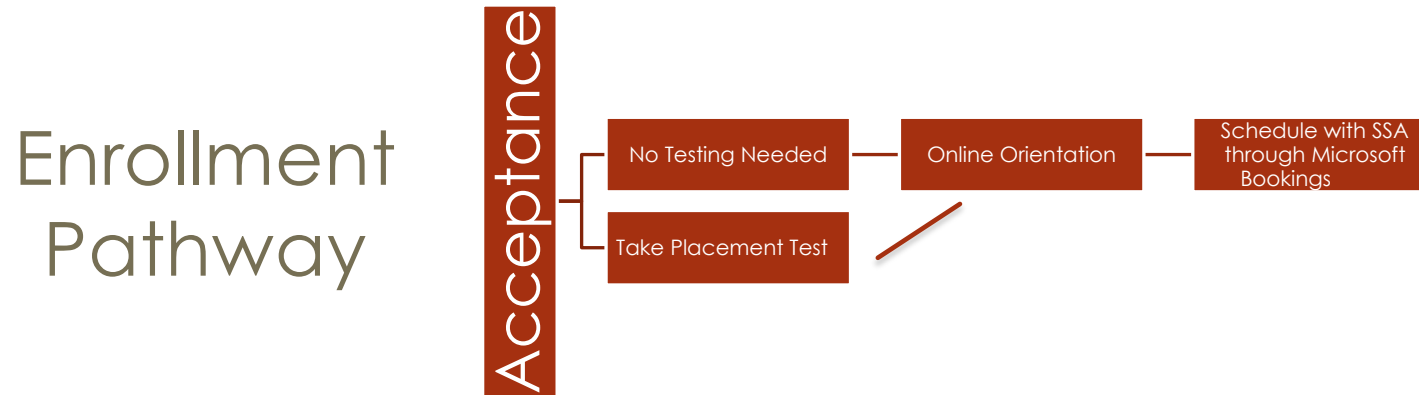 Enrollment
Pathway
Acceptance
No Testing Needed
Online Orientation
Schedule with SSA
through Microsoft
Bookings
Take Placement Test